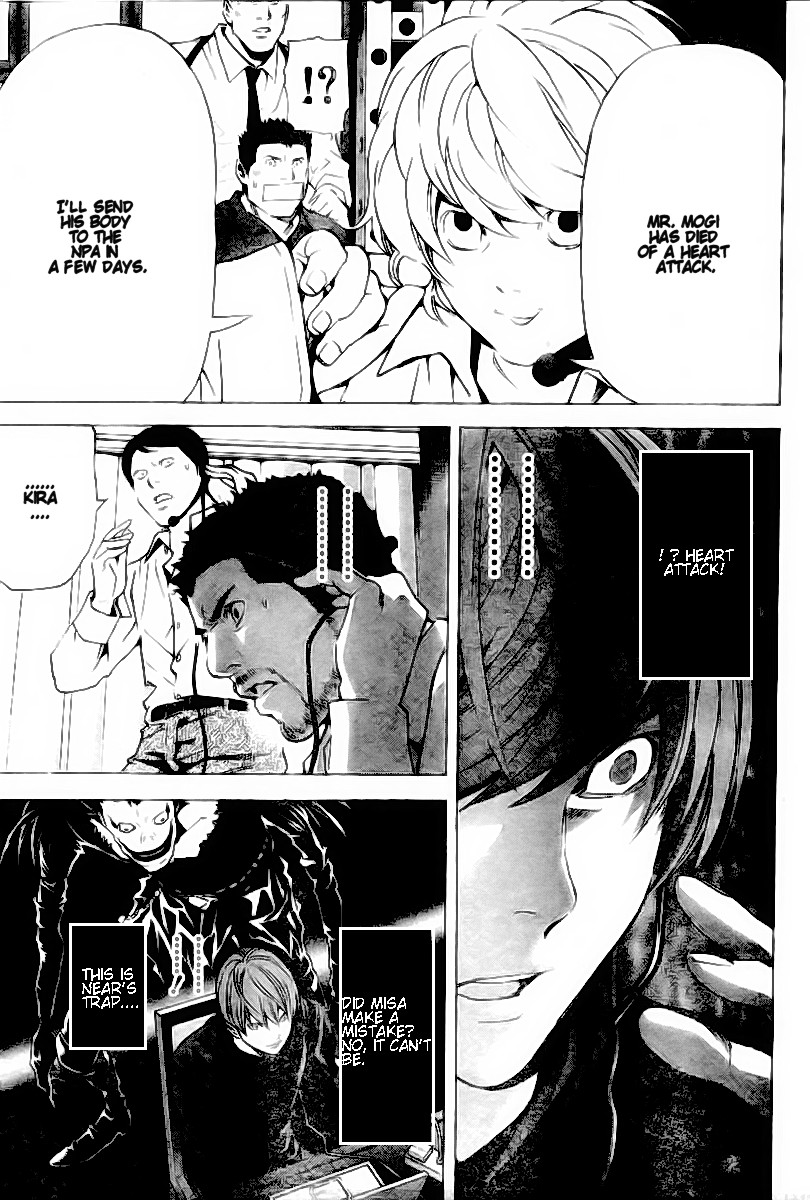 !?
MR. MOGI
HAS DIED
OF A HEART
ATTACK.
I'LL SEND
HIS BODY
TO THE
NPA IN
A FEW DAYS.
! ? HEART
ATTACK!
......
KIRA
....
DID MISA
MAKE A
MISTAKE?
NO, IT CAN'T
BE.
THIS IS
NEAR'S
TRAP....